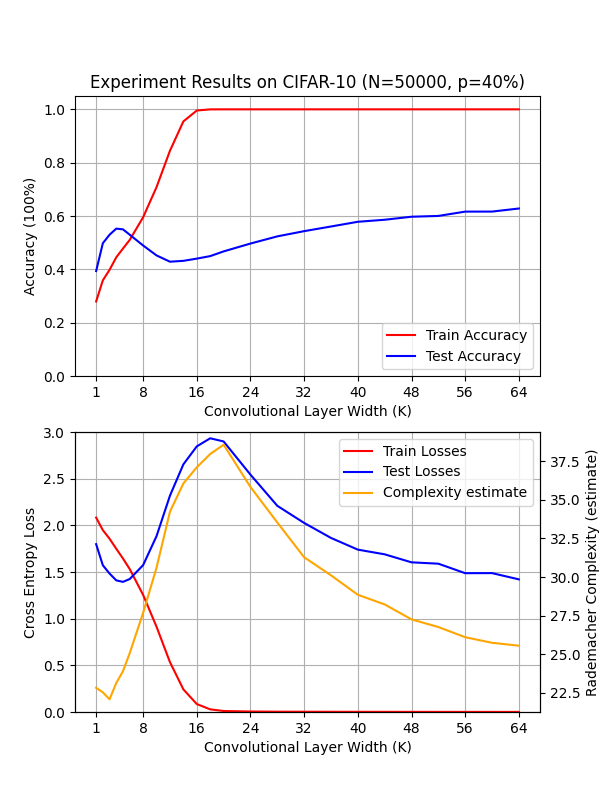 Experiment Results on CIFAR-10 (N=50000, p=40%)
1.0
0.8
0.6
0.4
0.2
0.0
Accuracy (100%)
Train Accuracy
Test Accuracy
1 8 16 24 32 40 48 56 64
Convolutional Layer Width (K)
3.0
2.5
2.0
1.5
1.0
0.5
0.0
Cross Entropy Loss
Train Losses
Test Losses
Complexity estimate
37.5
35.0
32.5
30.0
27.5
25.0
22.5
Rademacher Complexity (estimate)
1 8 16 24 32 40 48 56 64
Convolutional Layer Width (K)